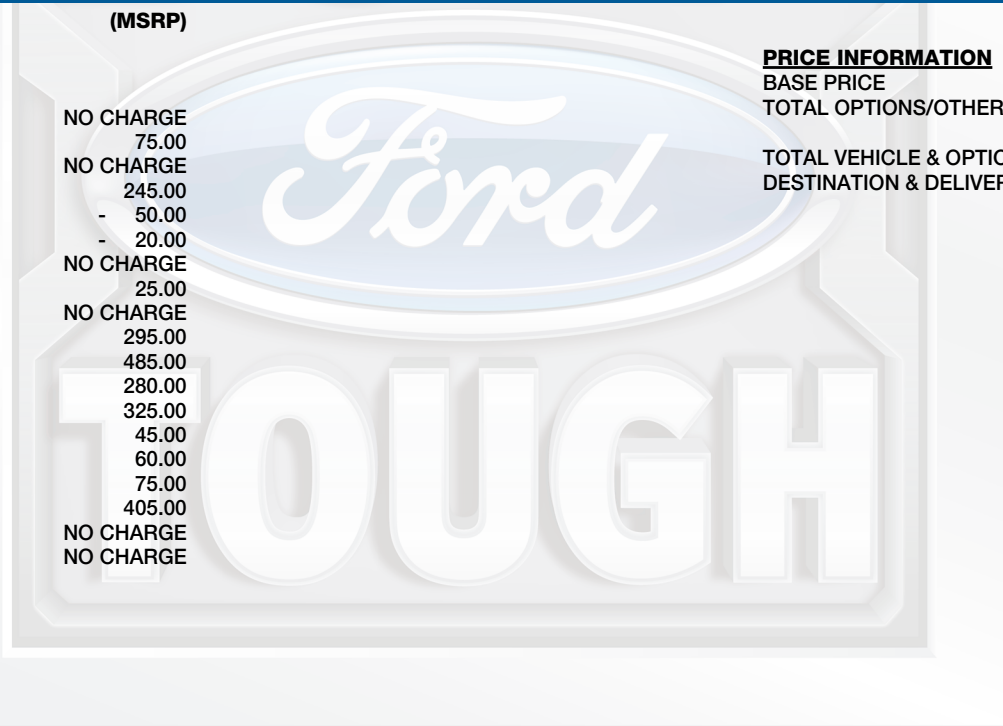 (MSRP)
NO CHARGE
75.00
NO CHARGE
245.00
- 50.00
- 20.00
NO CHARGE
25.00
NO CHARGE
295.00
485.00
280.00
325.00
45.00
60.00
75.00
405.00
NO CHARGE
NO CHARGE
PRICE INFORMATION
BASE PRICE
TOTAL OPTIONS/OTHER
TOTAL VEHICLE & OPTIO
DESTINATION & DELIVER
Ford
TOUGH